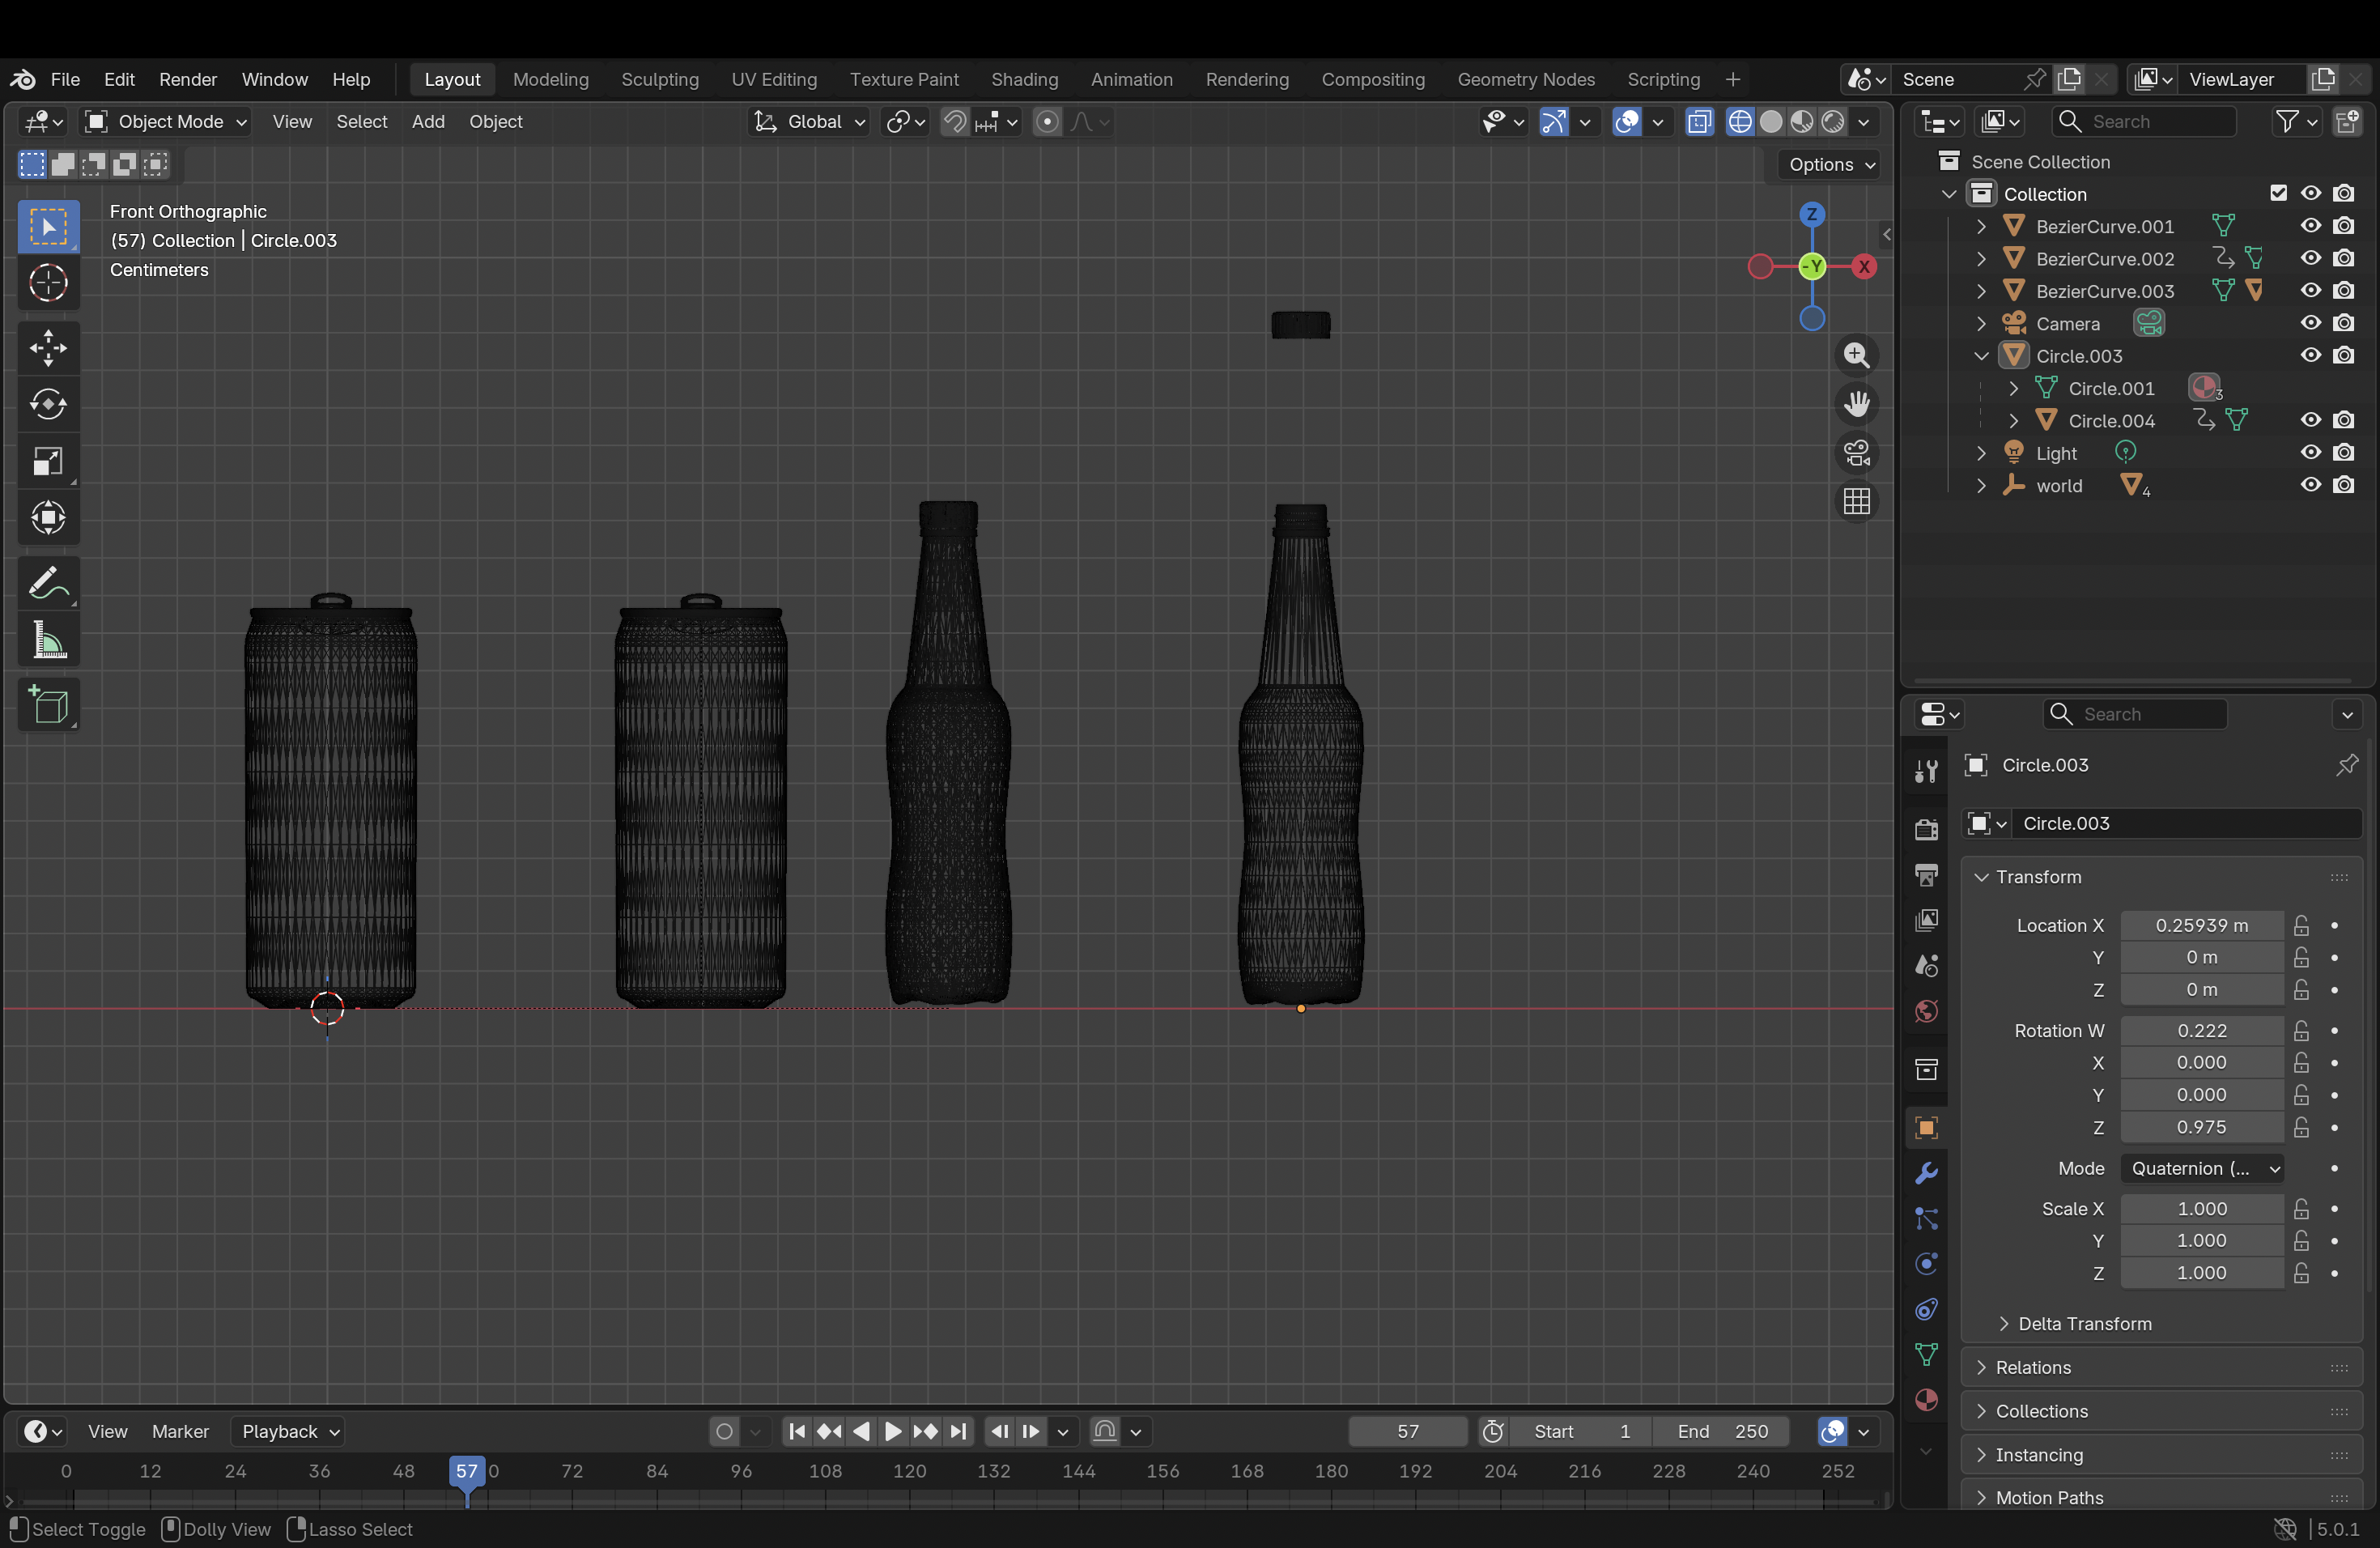 File Edit Render Window Help Layout Modeling Sculpting UV Editing Texture Paint Shading Animation Rendering Compositing Geometry Nodes Scripting + Scene ViewLayer
Object Mode View Select Add Object Global Search
Options
Front Orthographic
(57) Collection | Circle.003
Centimeters
Z
-Y
X
Scene Collection
Collection
BezierCurve.001
BezierCurve.002
BezierCurve.003
Camera
Circle.003
Circle.001 3
Circle.004
Light
world 4
Search
Circle.003
Circle.003
Transform
Location X 0.25939 m
Y 0 m
Z 0 m
Rotation W 0.222
X 0.000
Y 0.000
Z 0.975
Mode Quaternion (...
Scale X 1.000
Y 1.000
Z 1.000
Delta Transform
Relations
Collections
Instancing
Motion Paths
View Marker Playback 57 Start 1 End 250
0 12 24 36 48 57 0 72 84 96 108 120 132 144 156 168 180 192 204 216 228 240 252
Select Toggle Dolly View Lasso Select 5.0.1